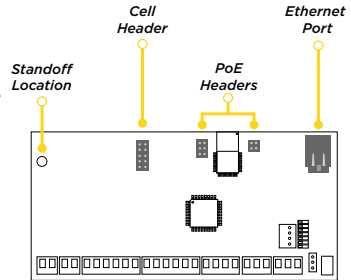 Cell
Header
Ethernet
Port
Standoff
Location
PoE
Headers